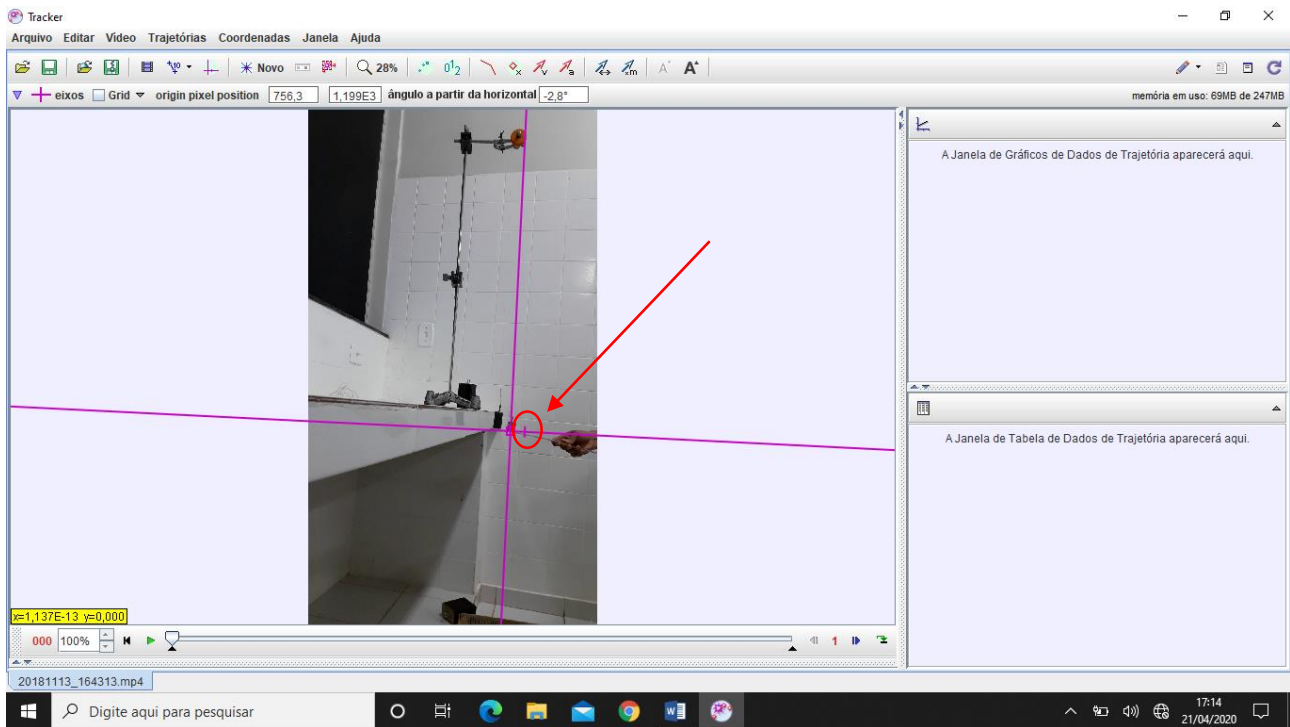 Tracker
Arquivo Editar Vídeo Trajetórias Coordenadas Janela Ajuda
Novo 28%
eixos Grid origin pixel position 756,3 1,199E3 ângulo a partir da horizontal -2,8° memória em uso: 69MB de 247MB
A Janela de Gráficos de Dados de Trajetória aparecerá aqui.
A Janela de Tabela de Dados de Trajetória aparecerá aqui.
x=1,137E-13 y=0,000
000 100% 1
20181113_164313.mp4
Digite aqui para pesquisar
17:14
21/04/2020